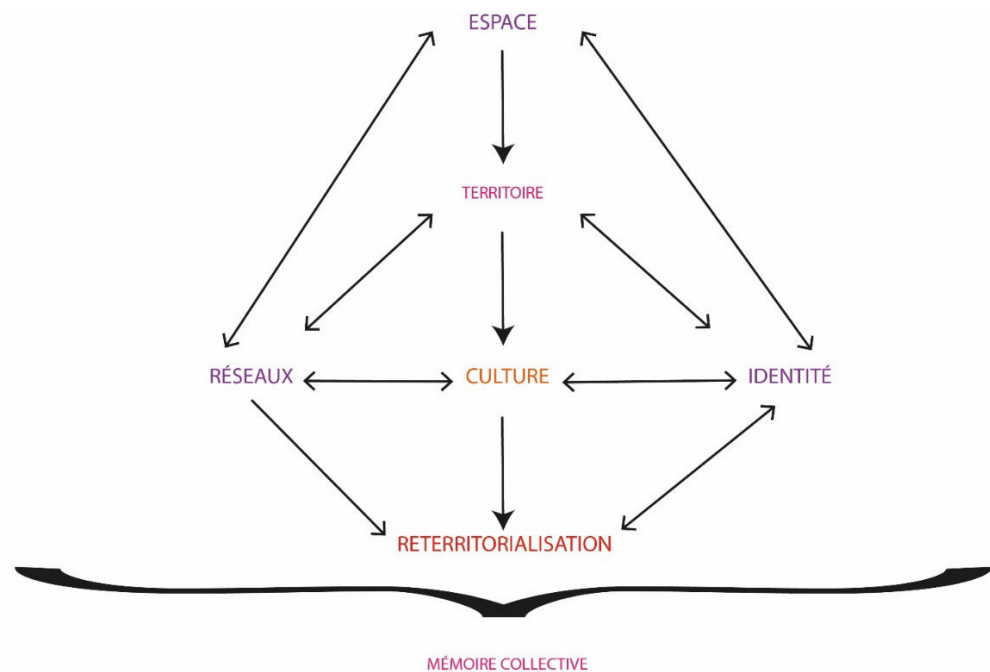 ESPACE
TERRITOIRE
RÉSEAUX
CULTURE
IDENTITÉ
RETERRITORIALISATION
MÉMOIRE COLLECTIVE